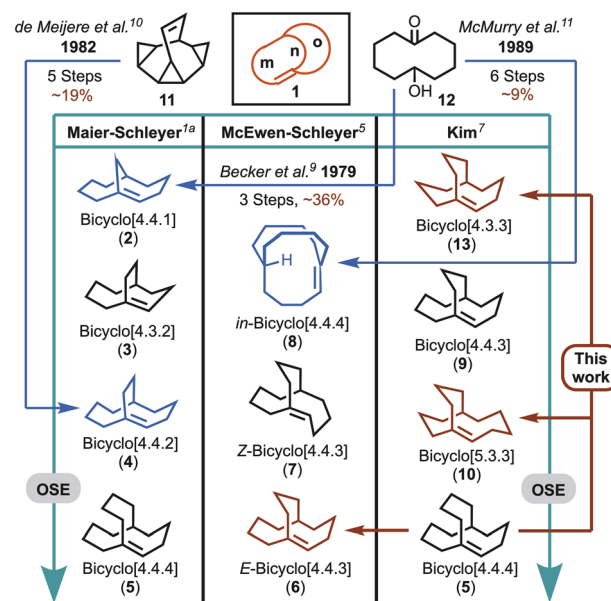 de Meijere et al.10
1982
5 Steps
~19%
11
m
n
o
1
O
OH
12
McMurry et al.11
1989
6 Steps
~9%
Maier-Schleyer1a
McEwen-Schleyer5
Kim7
Becker et al.9 1979
3 Steps, ~36%
Bicyclo[4.4.1]
(2)
Bicyclo[4.3.2]
(3)
Bicyclo[4.4.2]
(4)
OSE
Bicyclo[4.4.4]
(5)
H
in-Bicyclo[4.4.4]
(8)
Z-Bicyclo[4.4.3]
(7)
E-Bicyclo[4.4.3]
(6)
Bicyclo[4.3.3]
(13)
Bicyclo[4.4.3]
(9)
This
work
Bicyclo[5.3.3]
(10)
OSE
Bicyclo[4.4.4]
(5)